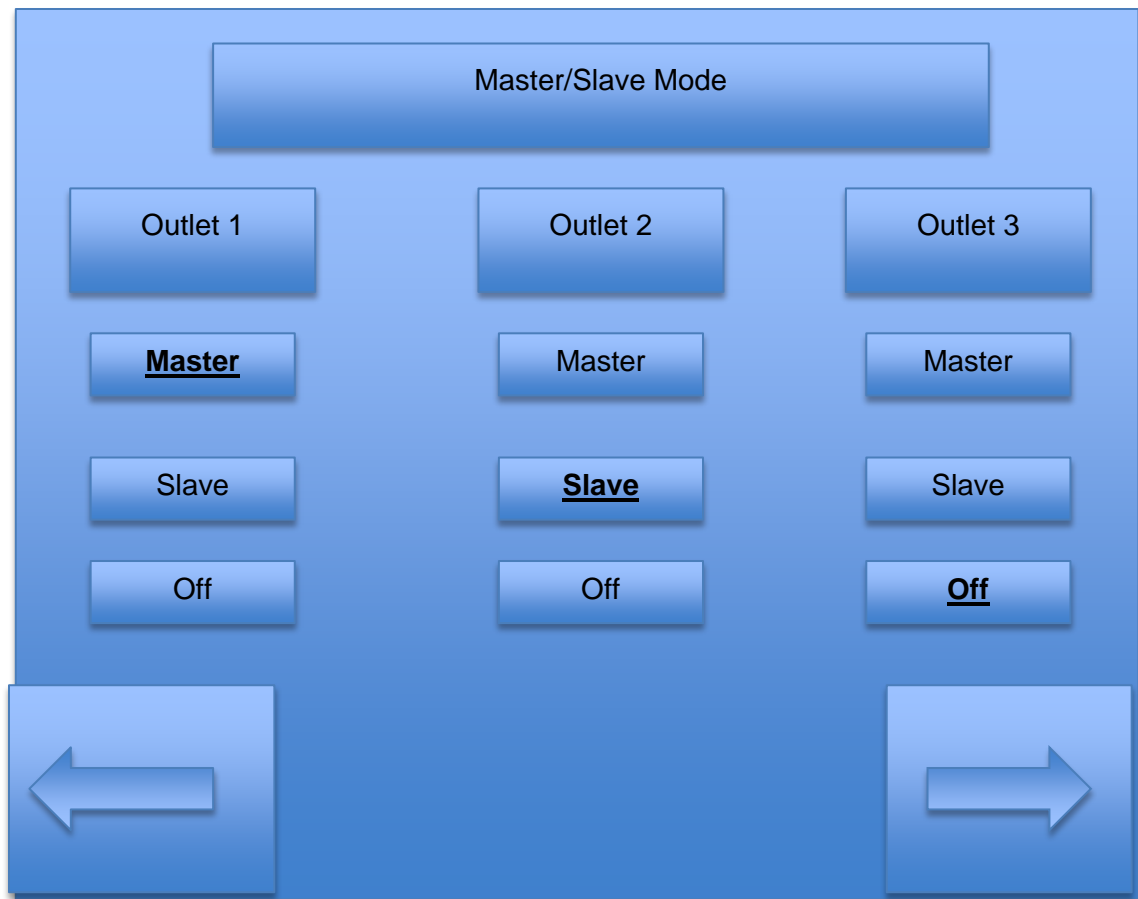 Master/Slave Mode
Outlet 1
Outlet 2
Outlet 3
Master
Master
Master
Slave
Slave
Slave
Off
Off
Off